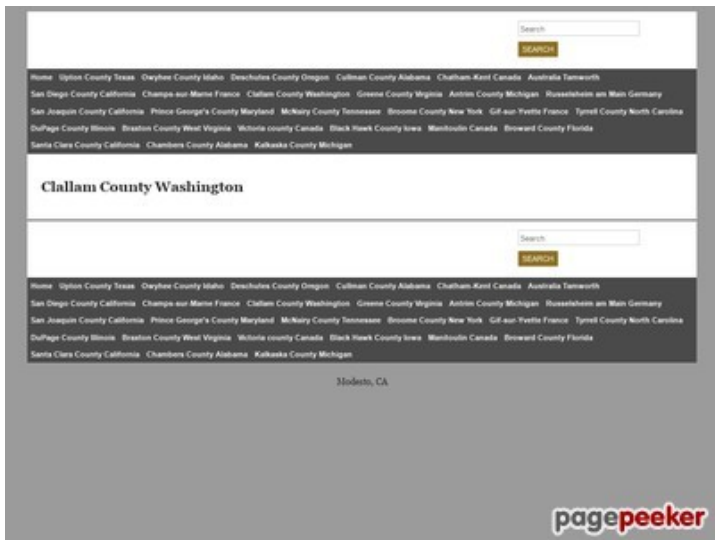 Search
SEARCH
Home Upton County Texas Owyhee County Idaho Deschutes County Oregon Cullman County Alabama Chatham-Kent Canada Australia Tamworth
San Diego County California Champs-sur-Marne France Clallam County Washington Greene County Virginia Antrim County Michigan Russelsheim am Main Germany
San Joaquin County California Prince George's County Maryland McNairy County Tennessee Broome County New York Gif-sur-Yvette France Tyrrell County North Carolina
DuPage County Illinois Braxton County West Virginia Victoria county Canada Black Hawk County Iowa Manitoulin Canada Broward County Florida
Santa Clara County California Chambers County Alabama Kalkaska County Michigan
Clallam County Washington
Search
SEARCH
Home Upton County Texas Owyhee County Idaho Deschutes County Oregon Cullman County Alabama Chatham-Kent Canada Australia Tamworth
San Diego County California Champs-sur-Marne France Clallam County Washington Greene County Virginia Antrim County Michigan Russelsheim am Main Germany
San Joaquin County California Prince George's County Maryland McNairy County Tennessee Broome County New York Gif-sur-Yvette France Tyrrell County North Carolina
DuPage County Illinois Braxton County West Virginia Victoria county Canada Black Hawk County Iowa Manitoulin Canada Broward County Florida
Santa Clara County California Chambers County Alabama Kalkaska County Michigan
Modesto, CA
pagepeeker